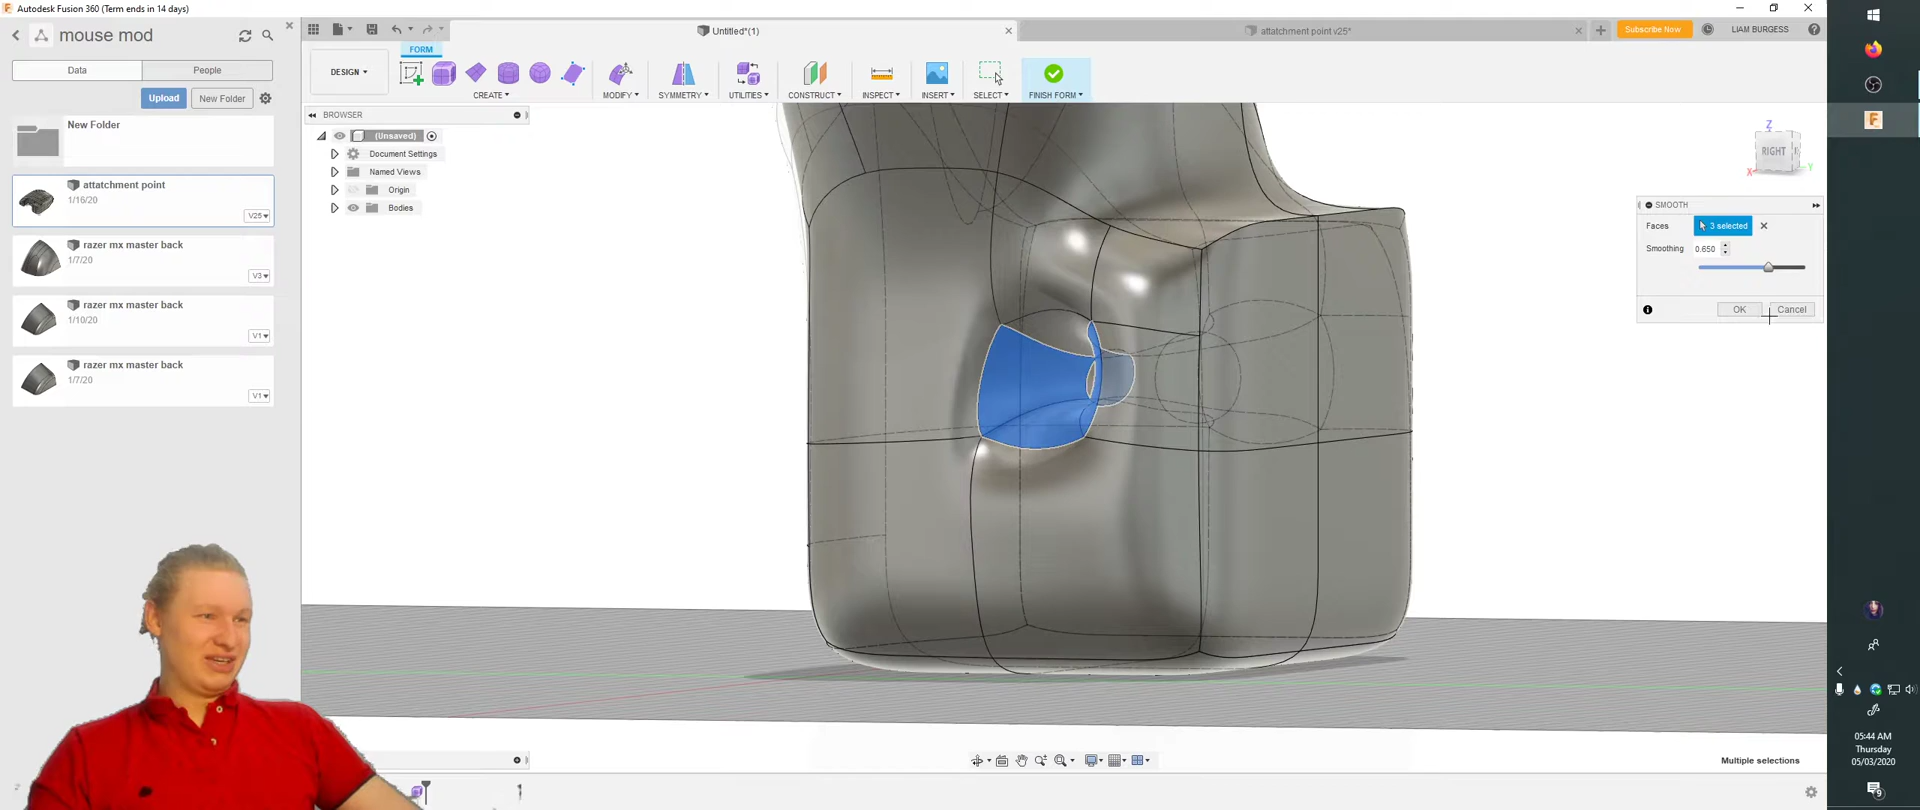 Autodesk Fusion 360 (Term ends in 14 days)
mouse mod
Data
People
Upload
New Folder
New Folder
attatchment point
1/16/20
V25
razer mx master back
1/7/20
V3
razer mx master back
1/10/20
V1
razer mx master back
1/7/20
V1
Untitled*(1)
attatchment point v25*
Subscribe Now
LIAM BURGESS
DESIGN
FORM
CREATE
MODIFY
SYMMETRY
UTILITIES
CONSTRUCT
INSPECT
INSERT
SELECT
FINISH FORM
BROWSER
(Unsaved)
Document Settings
Named Views
Origin
Bodies
Z
RIGHT
X
Y
SMOOTH
Faces
3 selected
Smoothing
0.650
OK
Cancel
Multiple selections
05:44 AM
Thursday
05/03/2020
9